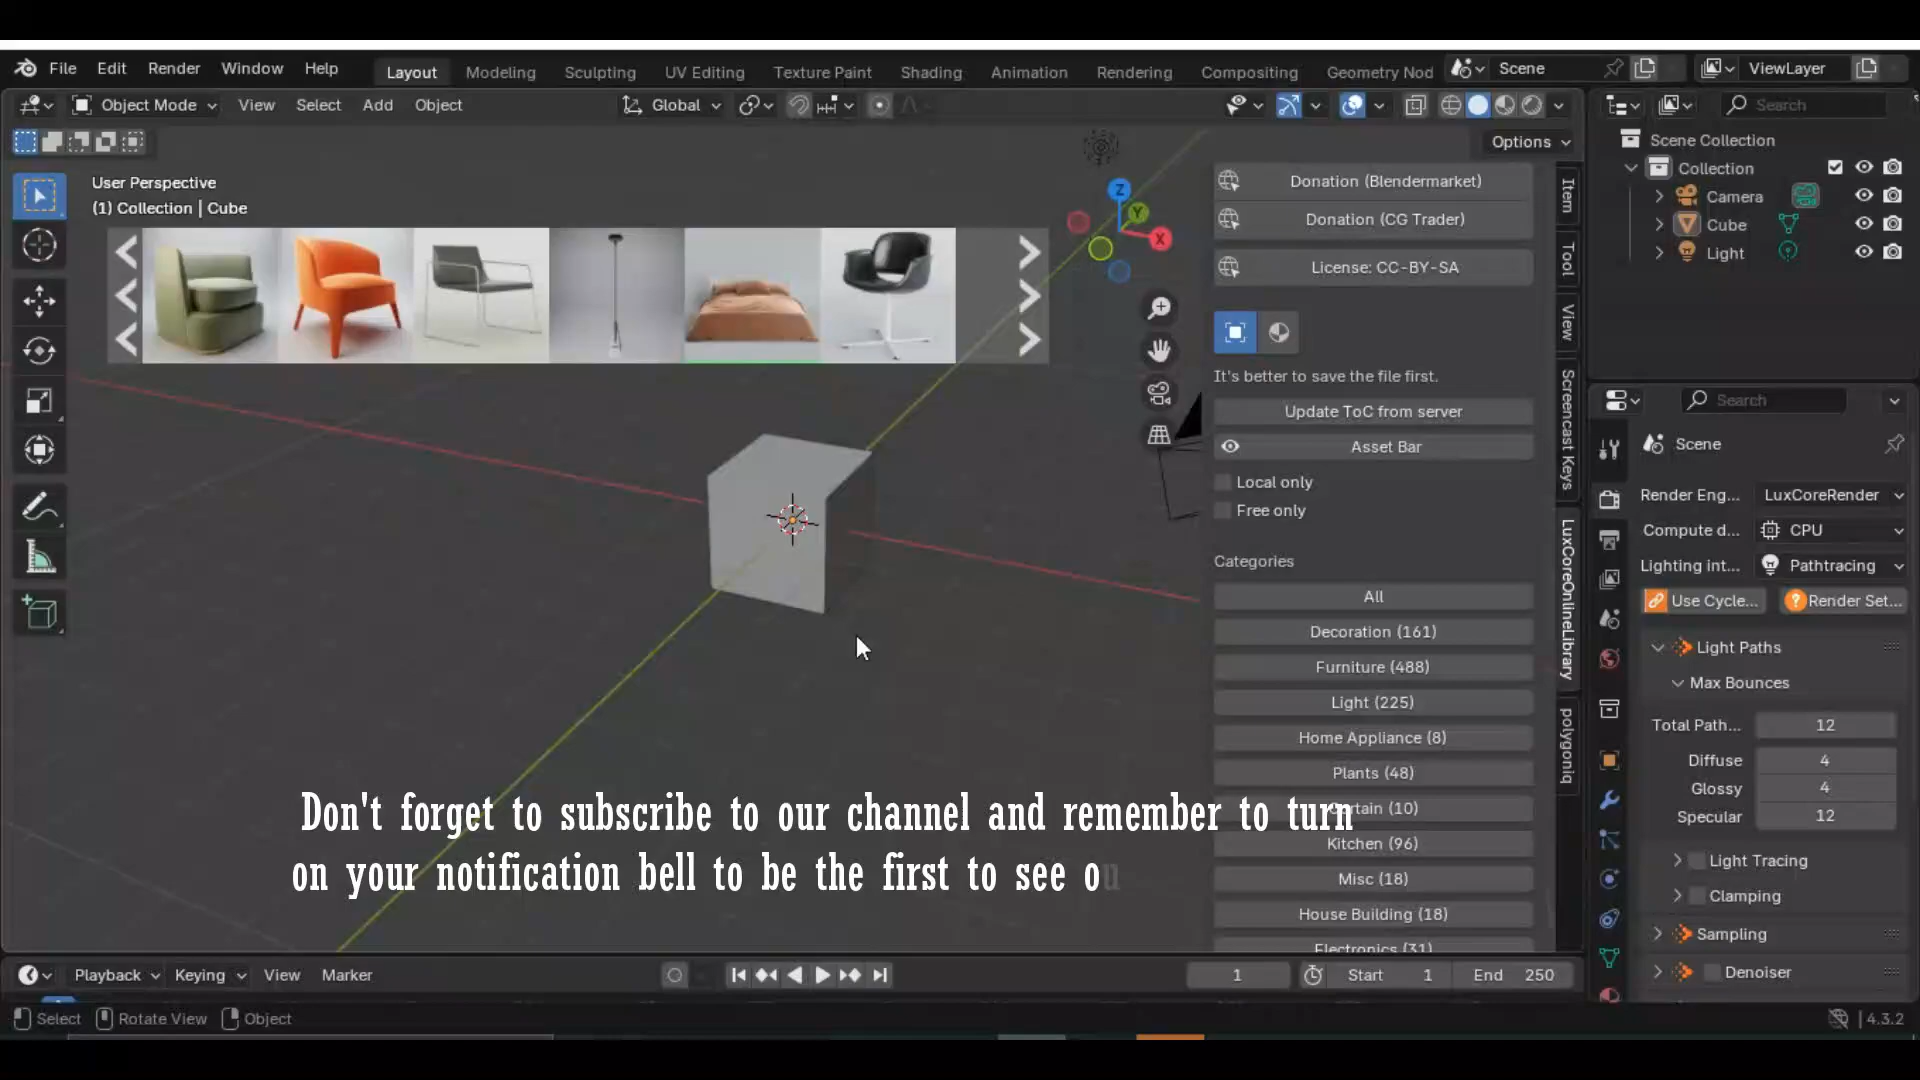 File Edit Render Window Help Layout Modeling Sculpting UV Editing Texture Paint Shading Animation Rendering Compositing Geometry Nod Scene ViewLayer
Object Mode View Select Add Object Global Search
Options
Scene Collection
Collection
Camera
Cube
Light
User Perspective
(1) Collection | Cube
Z
Y
X
Donation (Blendermarket)
Donation (CG Trader)
License: CC-BY-SA
It's better to save the file first.
Update ToC from server
Asset Bar
Local only
Free only
Categories
All
Decoration (161)
Furniture (488)
Light (225)
Home Appliance (8)
Plants (48)
Kitchen (96)
Misc (18)
House Building (18)
Electronics (31)
Item
Tool
View
Screencast Keys
LuxCoreOnlineLibrary
polygoniq
Search
Scene
Render Eng... LuxCoreRender
Compute d... CPU
Lighting int... Pathtracing
Use Cycle... Render Set...
Light Paths
Max Bounces
Total Path... 12
Diffuse 4
Glossy 4
Specular 12
Light Tracing
Clamping
Sampling
Denoiser
Don't forget to subscribe to our channel and remember to turn
on your notification bell to be the first to see ou
Playback Keying View Marker 1 Start 1 End 250
Select Rotate View Object 4.3.2